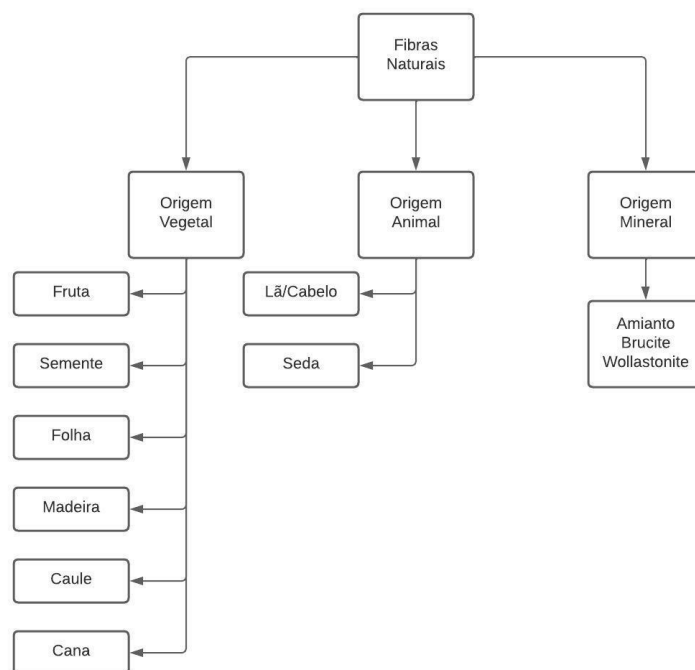 Fibras
Naturais
Origem
Vegetal
Origem
Animal
Origem
Mineral
Fruta
Semente
Folha
Madeira
Caule
Cana
Lã/Cabelo
Seda
Amianto
Brucite
Wollastonite